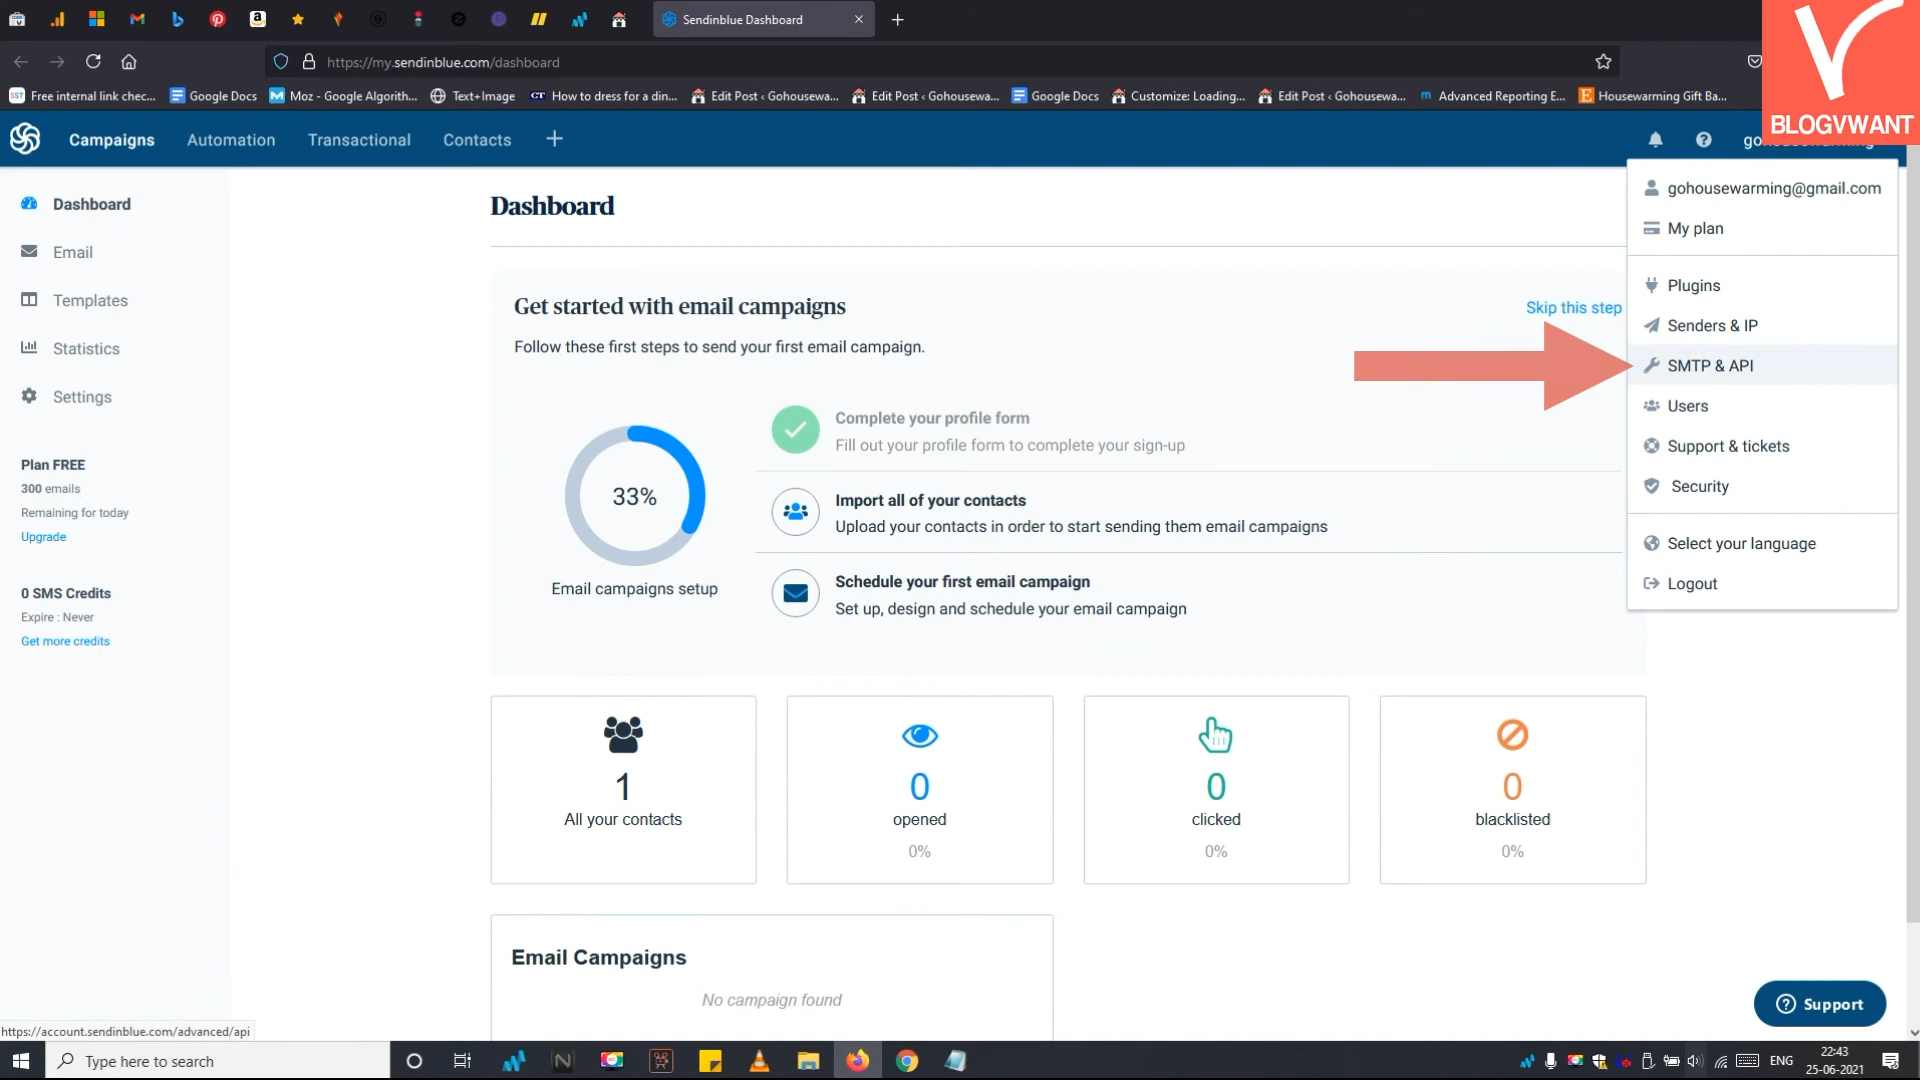 Sendinblue Dashboard
https://my.sendinblue.com/dashboard
Free internal link chec...
Google Docs
Moz - Google Algorith...
Text+Image
How to dress for a din...
Edit Post ‹ Gohousewa...
Edit Post ‹ Gohousewa...
Google Docs
Customize: Loading...
Edit Post ‹ Gohousewa...
Advanced Reporting E...
Housewarming Gift Ba...
BLOGVWANT
Campaigns
Automation
Transactional
Contacts
gohousewarming@gmail.com
My plan
Plugins
Senders & IP
SMTP & API
Users
Support & tickets
Security
Select your language
Logout
Dashboard
Email
Templates
Statistics
Settings
Plan FREE
300 emails
Remaining for today
Upgrade
0 SMS Credits
Expire : Never
Get more credits
Dashboard
Get started with email campaigns
Skip this step
Follow these first steps to send your first email campaign.
33%
Email campaigns setup
Complete your profile form
Fill out your profile form to complete your sign-up
Import all of your contacts
Upload your contacts in order to start sending them email campaigns
Schedule your first email campaign
Set up, design and schedule your email campaign
1
All your contacts
0
opened
0%
0
clicked
0%
0
blacklisted
0%
Email Campaigns
No campaign found
Support
https://account.sendinblue.com/advanced/api
Type here to search
ENG
22:43
25-06-2021